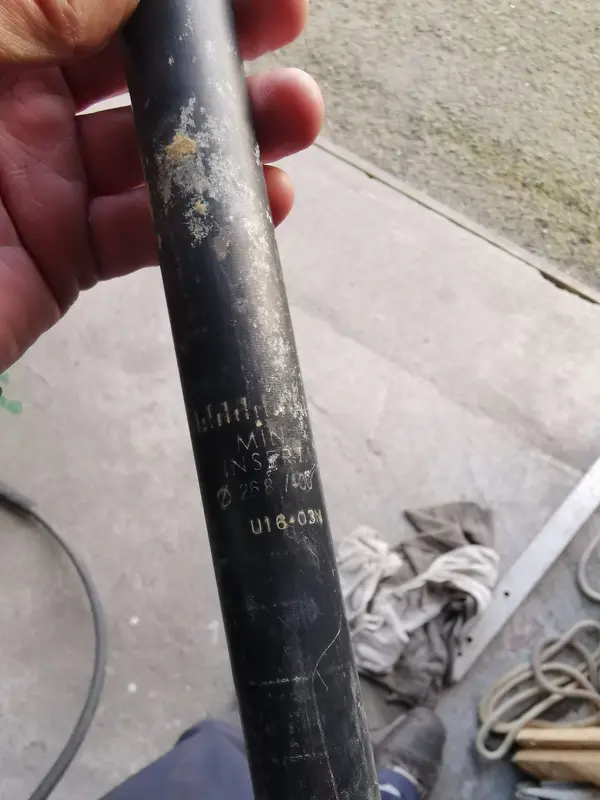 MIN
INSERT
Ø 26.8 /400
U16•03N